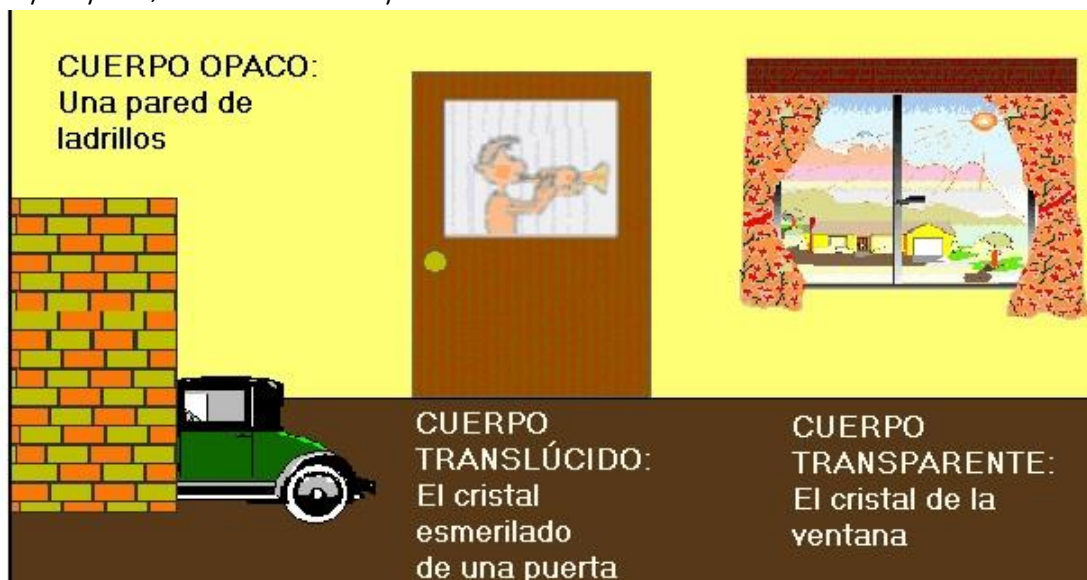 CUERPO OPACO:
Una pared de
ladrillos
CUERPO
TRANSLÚCIDO:
El cristal
esmerilado
de una puerta
CUERPO
TRANSPARENTE:
El cristal de la
ventana